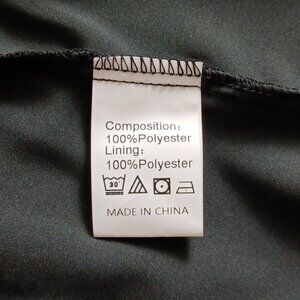 Composition:
100%Polyester
Lining:
100%Polyester
30
MADE IN CHINA